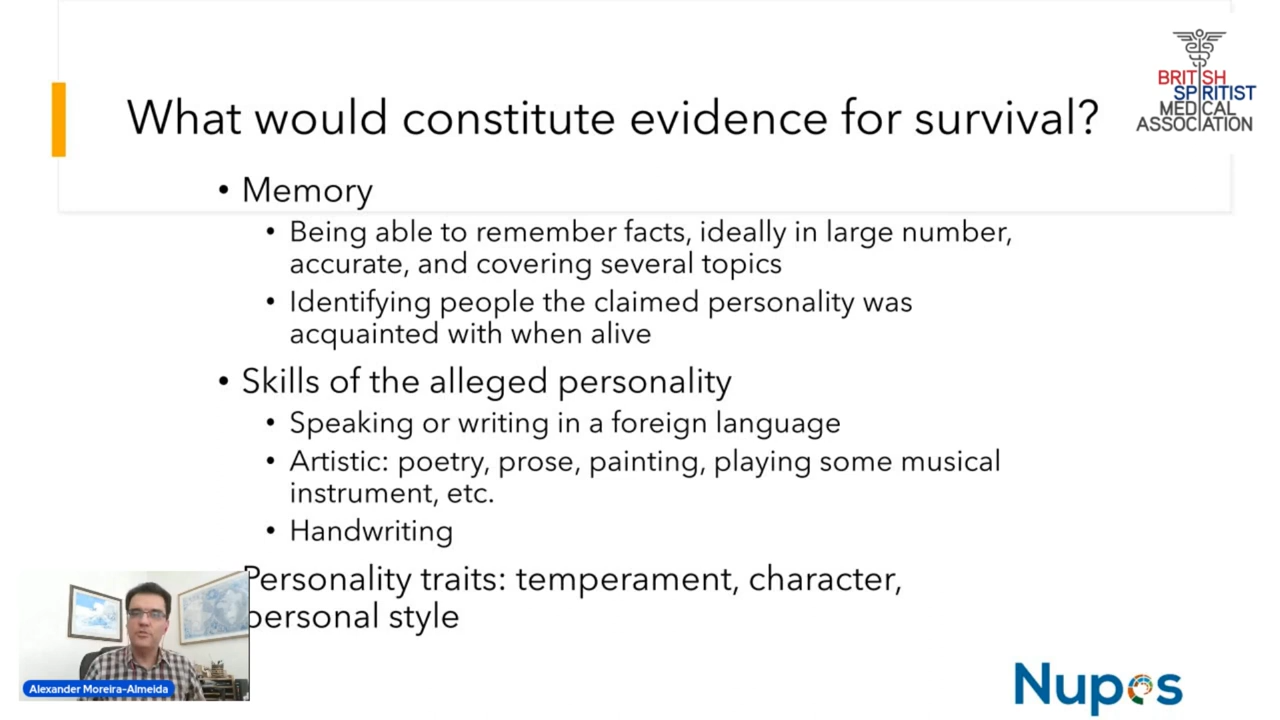 BRITISH
SPIRITIST
MEDICAL
ASSOCIATION
What would constitute evidence for survival?
• Memory
• Being able to remember facts, ideally in large number,
accurate, and covering several topics
• Identifying people the claimed personality was
acquainted with when alive
• Skills of the alleged personality
• Speaking or writing in a foreign language
• Artistic: poetry, prose, painting, playing some musical
instrument, etc.
• Handwriting
Personality traits: temperament, character,
personal style
Alexander Moreira-Almeida
Nupes